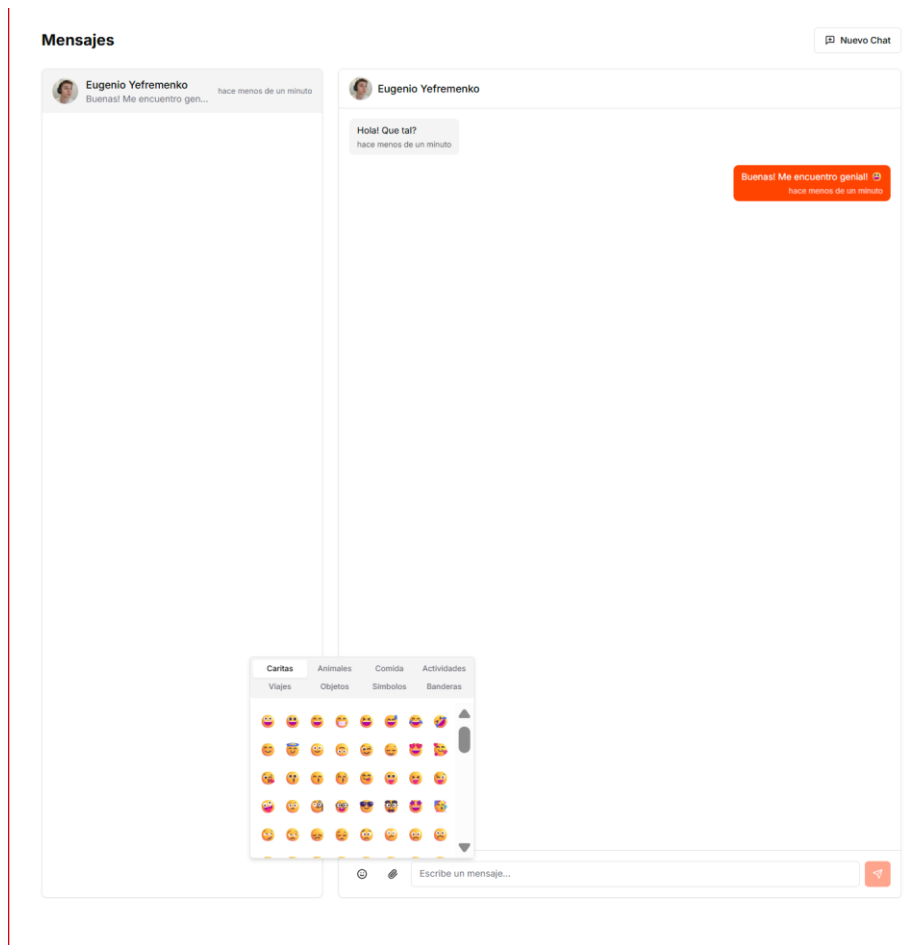 Mensajes
Nuevo Chat
Eugenio Yefremenko
Buenas! Me encuentro gen...
hace menos de un minuto
Eugenio Yefremenko
Hola! Que tal?
hace menos de un minuto
Buenas! Me encuentro genial! 😀
hace menos de un minuto
Caritas Animales Comida Actividades
Viajes Objetos Símbolos Banderas
Escribe un mensaje...